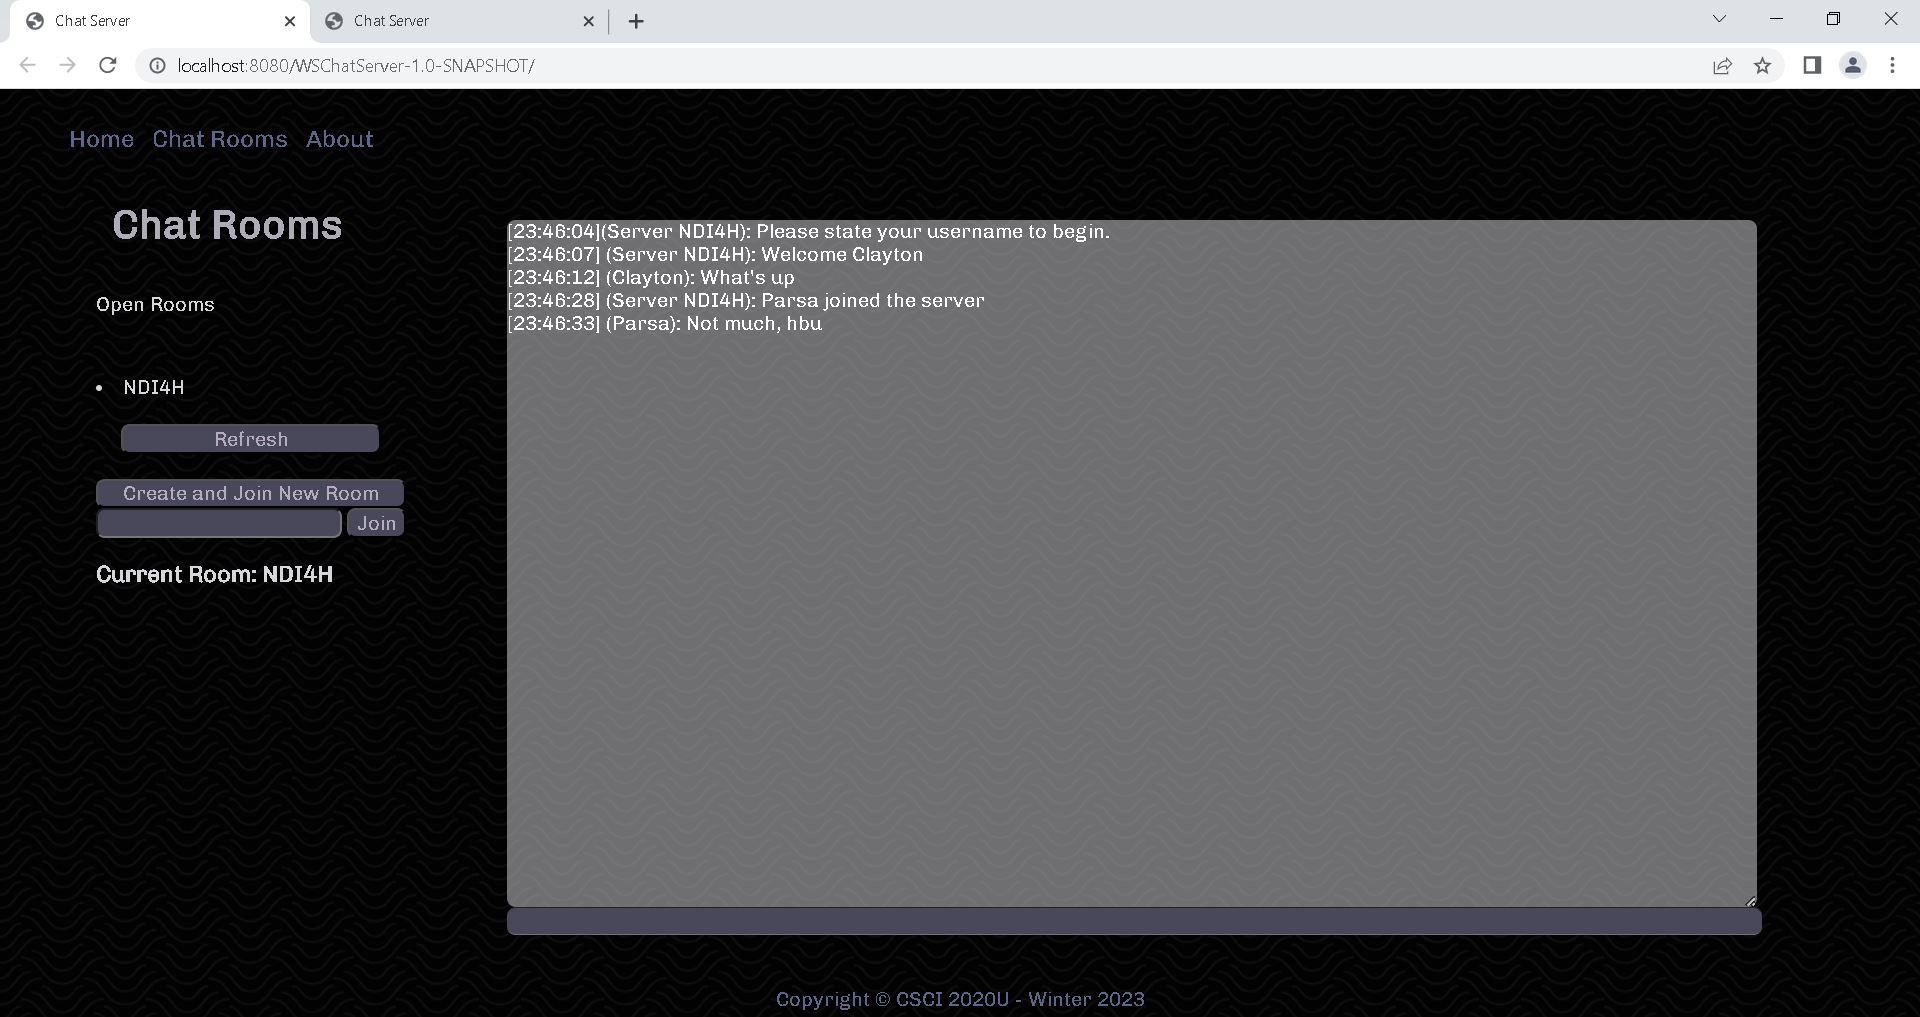 Chat Server
Chat Server
localhost:8080/WSChatServer-1.0-SNAPSHOT/
Home Chat Rooms About
Chat Rooms
Open Rooms
• NDI4H
Refresh
Create and Join New Room
Join
Current Room: NDI4H
[23:46:04](Server NDI4H): Please state your username to begin.
[23:46:07] (Server NDI4H): Welcome Clayton
[23:46:12] (Clayton): What's up
[23:46:28] (Server NDI4H): Parsa joined the server
[23:46:33] (Parsa): Not much, hbu
Copyright © CSCI 2020U - Winter 2023